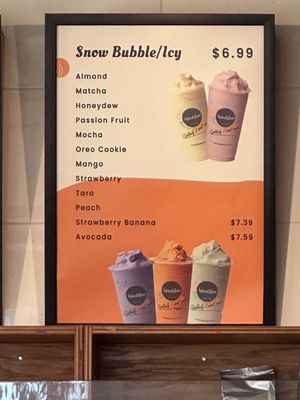 Snow Bubble/Icy $6.99
Almond
Matcha
Honeydew
Passion Fruit
Mocha
Oreo Cookie
Mango
Strawberry
Taro
Peach
Strawberry Banana $7.39
Avocada $7.59